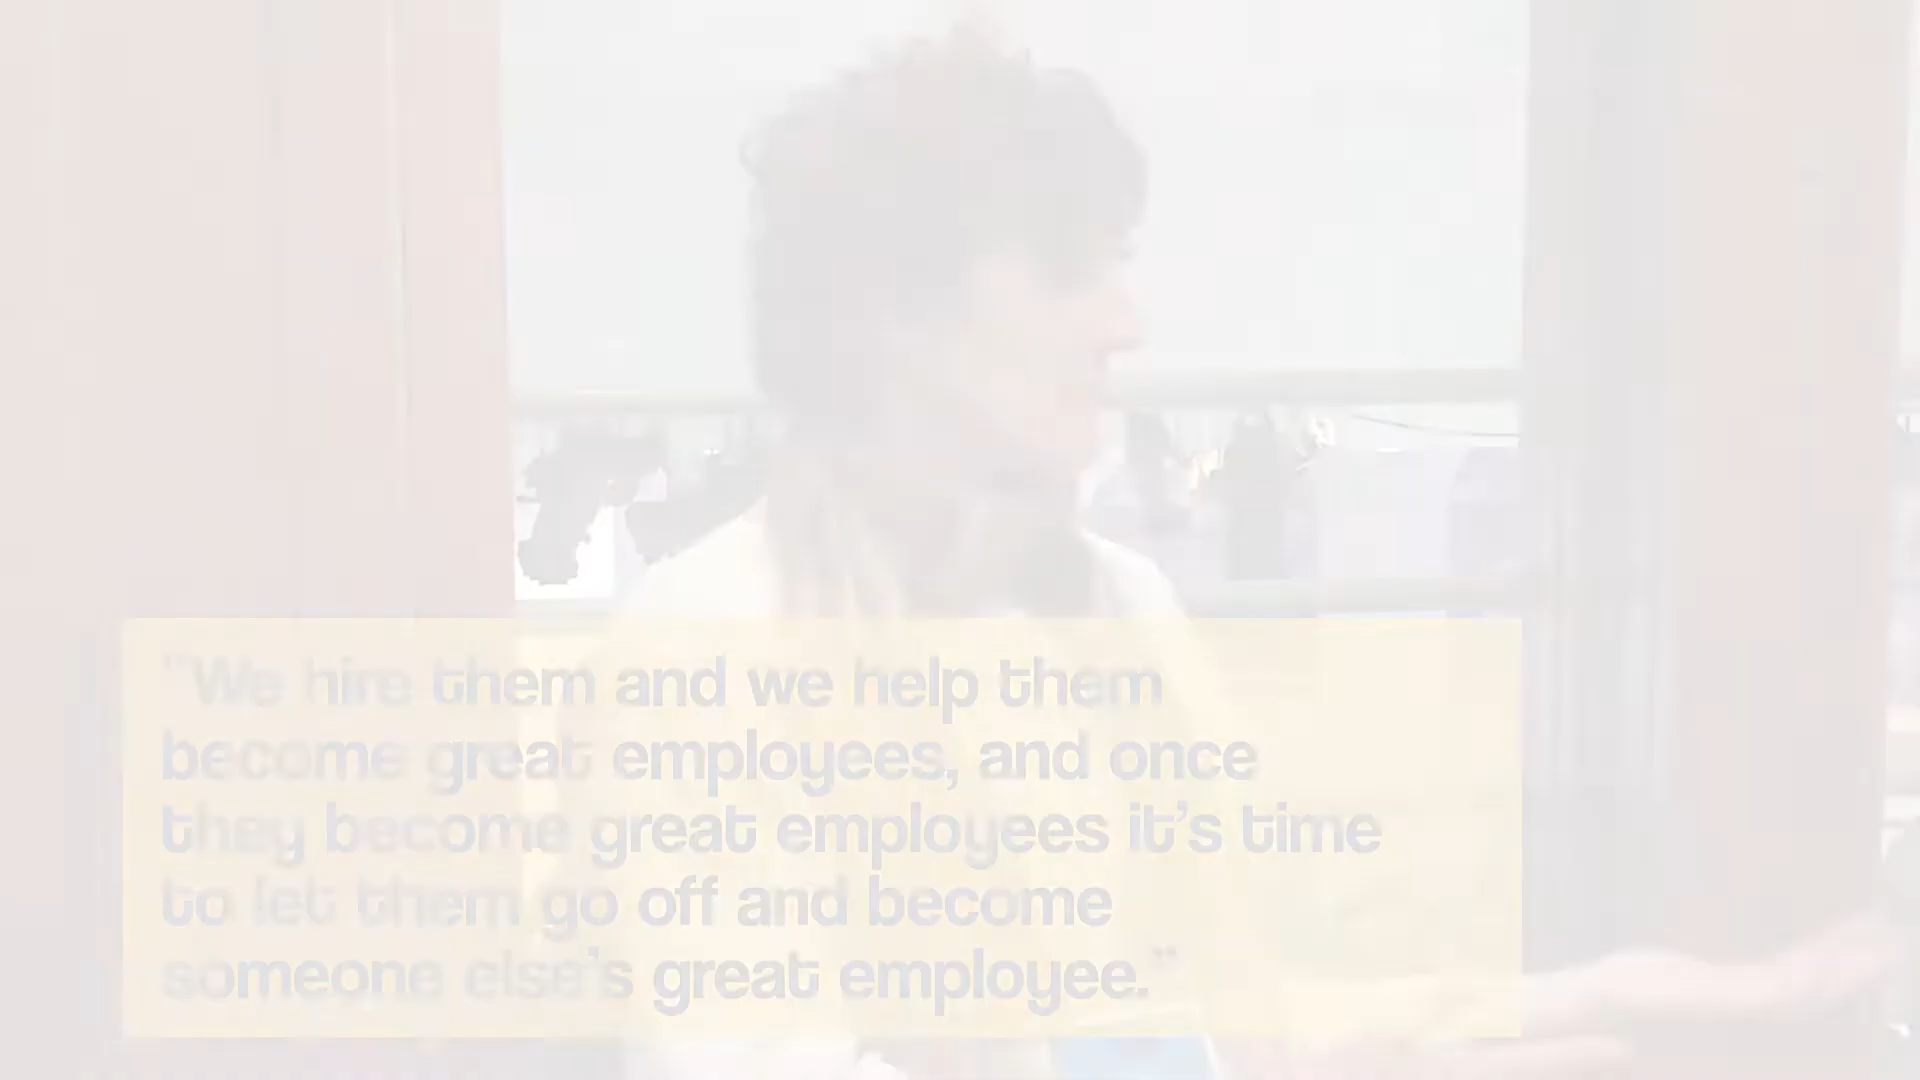 "We hire them and we help them
become great employees, and once
they become great employees it's time
to let them go off and become
someone else's great employee."